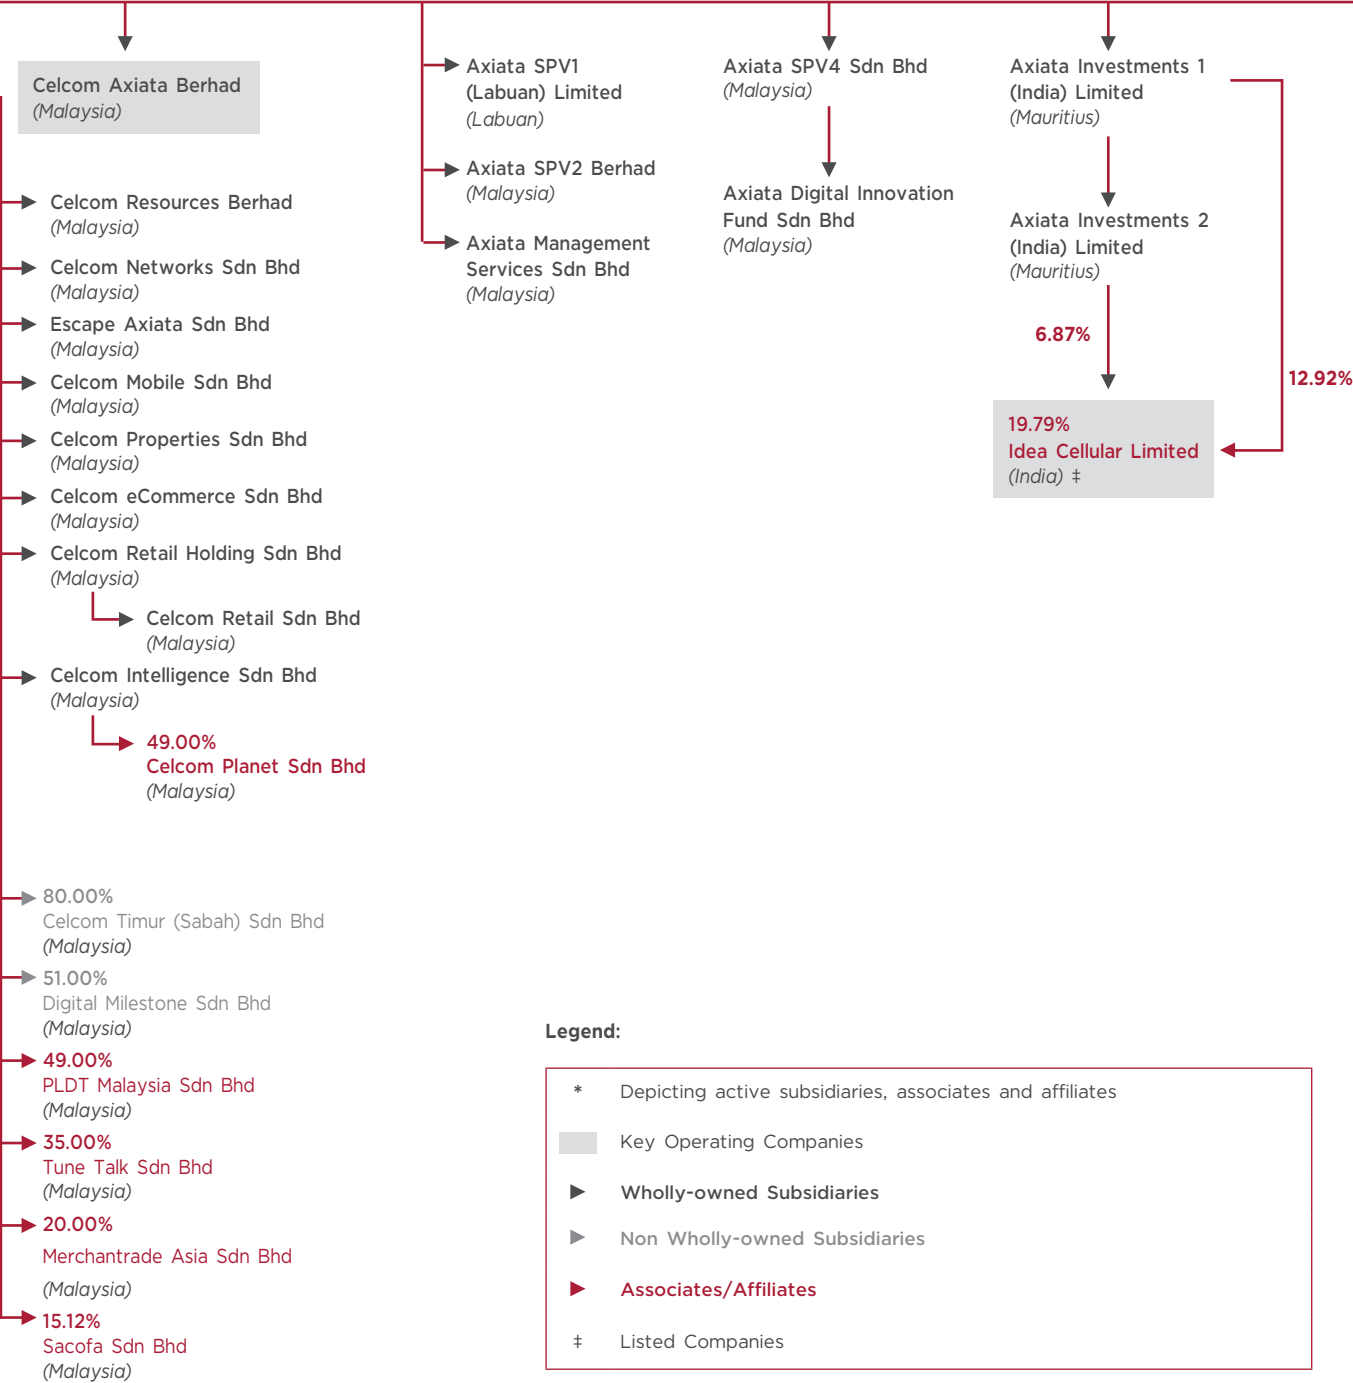 Celcom Axiata Berhad
(Malaysia)
Celcom Resources Berhad
(Malaysia)
Celcom Networks Sdn Bhd
(Malaysia)
Escape Axiata Sdn Bhd
(Malaysia)
Celcom Mobile Sdn Bhd
(Malaysia)
Celcom Properties Sdn Bhd
(Malaysia)
Celcom eCommerce Sdn Bhd
(Malaysia)
Celcom Retail Holding Sdn Bhd
(Malaysia)
Celcom Retail Sdn Bhd
(Malaysia)
Celcom Intelligence Sdn Bhd
(Malaysia)
49.00%
Celcom Planet Sdn Bhd
(Malaysia)
80.00%
Celcom Timur (Sabah) Sdn Bhd
(Malaysia)
51.00%
Digital Milestone Sdn Bhd
(Malaysia)
49.00%
PLDT Malaysia Sdn Bhd
(Malaysia)
35.00%
Tune Talk Sdn Bhd
(Malaysia)
20.00%
Merchantrade Asia Sdn Bhd
(Malaysia)
15.12%
Sacofa Sdn Bhd
(Malaysia)
Axiata SPV1
(Labuan) Limited
(Labuan)
Axiata SPV2 Berhad
(Malaysia)
Axiata Management
Services Sdn Bhd
(Malaysia)
Axiata SPV4 Sdn Bhd
(Malaysia)
Axiata Digital Innovation
Fund Sdn Bhd
(Malaysia)
Axiata Investments 1
(India) Limited
(Mauritius)
Axiata Investments 2
(India) Limited
(Mauritius)
6.87%
12.92%
19.79%
Idea Cellular Limited
(India) ‡
Legend:
* Depicting active subsidiaries, associates and affiliates
Key Operating Companies
► Wholly-owned Subsidiaries
► Non Wholly-owned Subsidiaries
► Associates/Affiliates
‡ Listed Companies